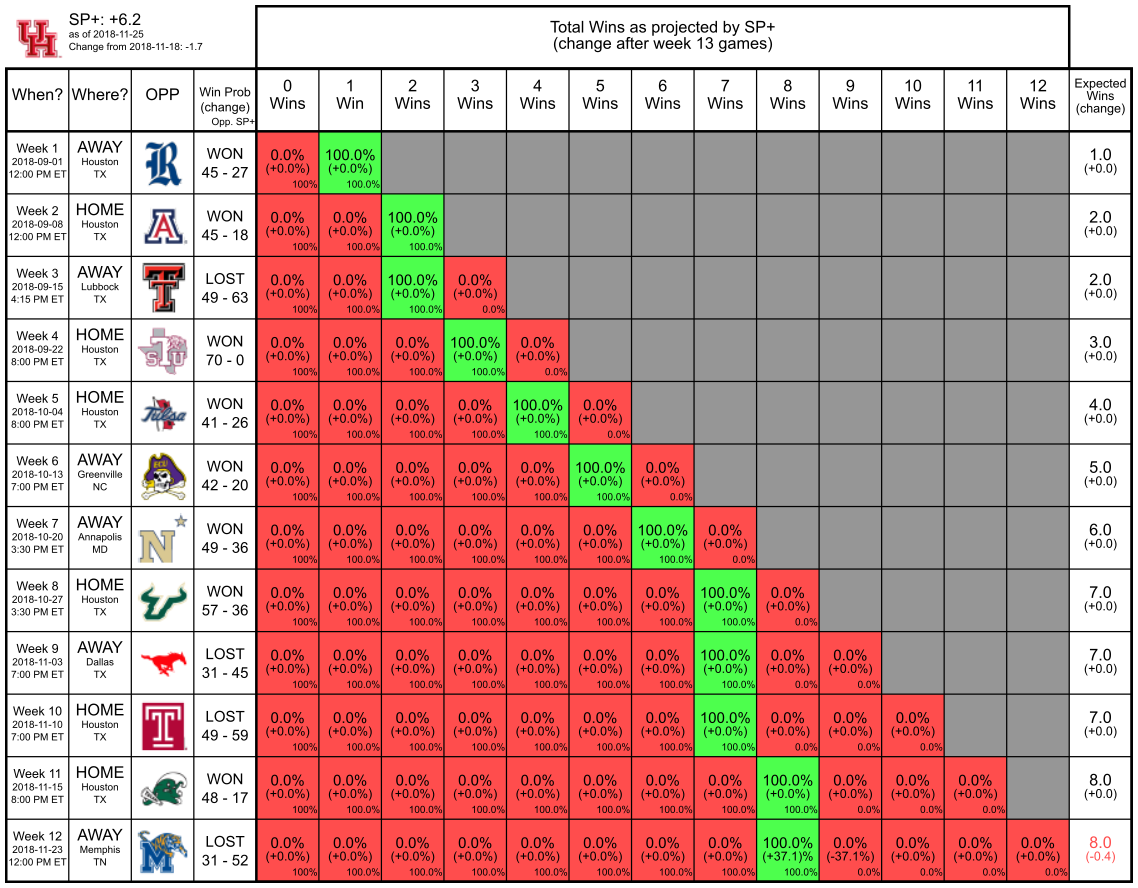 SP+: +6.2
as of 2018-11-25
Change from 2018-11-18: -1.7
Total Wins as projected by SP+
(change after week 13 games)
When? Where? OPP Win Prob (change) Opp. SP+ 0 Wins 1 Win 2 Wins 3 Wins 4 Wins 5 Wins 6 Wins 7 Wins 8 Wins 9 Wins 10 Wins 11 Wins 12 Wins Expected Wins (change)
Week 1 AWAY WON 0.0% 100.0% 1.0
2018-09-01 Houston R (+0.0%) (+0.0%) (+0.0)
12:00 PM ET TX 45 - 27 100% 100.0%
Week 2 HOME WON 0.0% 0.0% 100.0% 2.0
2018-09-08 Houston A (+0.0%) (+0.0%) (+0.0%) (+0.0)
12:00 PM ET TX 45 - 18 100% 100.0% 100.0%
Week 3 AWAY LOST 0.0% 0.0% 100.0% 0.0% 2.0
2018-09-15 Lubbock T (+0.0%) (+0.0%) (+0.0%) (+0.0%) (+0.0)
4:15 PM ET TX 49 - 63 100% 100.0% 100.0% 0.0%
Week 4 HOME WON 0.0% 0.0% 0.0% 100.0% 0.0% 3.0
2018-09-22 Houston STU (+0.0%) (+0.0%) (+0.0%) (+0.0%) (+0.0%) (+0.0)
8:00 PM ET TX 70 - 0 100% 100.0% 100.0% 100.0% 0.0%
Week 5 HOME WON 0.0% 0.0% 0.0% 0.0% 100.0% 0.0% 4.0
2018-10-04 Houston Tulsa (+0.0%) (+0.0%) (+0.0%) (+0.0%) (+0.0%) (+0.0%) (+0.0)
8:00 PM ET TX 41 - 26 100% 100.0% 100.0% 100.0% 100.0% 0.0%
Week 6 AWAY WON 0.0% 0.0% 0.0% 0.0% 0.0% 100.0% 0.0% 5.0
2018-10-13 Greenville ECU (+0.0%) (+0.0%) (+0.0%) (+0.0%) (+0.0%) (+0.0%) (+0.0%) (+0.0)
7:00 PM ET NC 42 - 20 100% 100.0% 100.0% 100.0% 100.0% 100.0% 0.0%
Week 7 AWAY WON 0.0% 0.0% 0.0% 0.0% 0.0% 0.0% 100.0% 0.0% 6.0
2018-10-20 Annapolis N (+0.0%) (+0.0%) (+0.0%) (+0.0%) (+0.0%) (+0.0%) (+0.0%) (+0.0%) (+0.0)
3:30 PM ET MD 49 - 36 100% 100.0% 100.0% 100.0% 100.0% 100.0% 100.0% 0.0%
Week 8 HOME WON 0.0% 0.0% 0.0% 0.0% 0.0% 0.0% 0.0% 100.0% 0.0% 7.0
2018-10-27 Houston (+0.0%) (+0.0%) (+0.0%) (+0.0%) (+0.0%) (+0.0%) (+0.0%) (+0.0%) (+0.0%) (+0.0)
3:30 PM ET TX 57 - 36 100% 100.0% 100.0% 100.0% 100.0% 100.0% 100.0% 100.0% 0.0%
Week 9 AWAY LOST 0.0% 0.0% 0.0% 0.0% 0.0% 0.0% 0.0% 100.0% 0.0% 0.0% 7.0
2018-11-03 Dallas (+0.0%) (+0.0%) (+0.0%) (+0.0%) (+0.0%) (+0.0%) (+0.0%) (+0.0%) (+0.0%) (+0.0%) (+0.0)
7:00 PM ET TX 31 - 45 100% 100.0% 100.0% 100.0% 100.0% 100.0% 100.0% 100.0% 0.0% 0.0%
Week 10 HOME LOST 0.0% 0.0% 0.0% 0.0% 0.0% 0.0% 0.0% 100.0% 0.0% 0.0% 0.0% 7.0
2018-11-10 Houston T (+0.0%) (+0.0%) (+0.0%) (+0.0%) (+0.0%) (+0.0%) (+0.0%) (+0.0%) (+0.0%) (+0.0%) (+0.0%) (+0.0)
7:00 PM ET TX 49 - 59 100% 100.0% 100.0% 100.0% 100.0% 100.0% 100.0% 100.0% 0.0% 0.0% 0.0%
Week 11 HOME WON 0.0% 0.0% 0.0% 0.0% 0.0% 0.0% 0.0% 0.0% 100.0% 0.0% 0.0% 0.0% 8.0
2018-11-15 Houston (+0.0%) (+0.0%) (+0.0%) (+0.0%) (+0.0%) (+0.0%) (+0.0%) (+0.0%) (+0.0%) (+0.0%) (+0.0%) (+0.0%) (+0.0)
8:00 PM ET TX 48 - 17 100% 100.0% 100.0% 100.0% 100.0% 100.0% 100.0% 100.0% 100.0% 0.0% 0.0% 0.0%
Week 12 AWAY LOST 0.0% 0.0% 0.0% 0.0% 0.0% 0.0% 0.0% 0.0% 100.0% 0.0% 0.0% 0.0% 0.0% 8.0
2018-11-23 Memphis M (+0.0%) (+0.0%) (+0.0%) (+0.0%) (+0.0%) (+0.0%) (+0.0%) (+0.0%) (+37.1)% (-37.1%) (+0.0%) (+0.0%) (+0.0%) (-0.4)
12:00 PM ET TN 31 - 52 100% 100.0% 100.0% 100.0% 100.0% 100.0% 100.0% 100.0% 100.0% 0.0% 0.0% 0.0% 0.0%